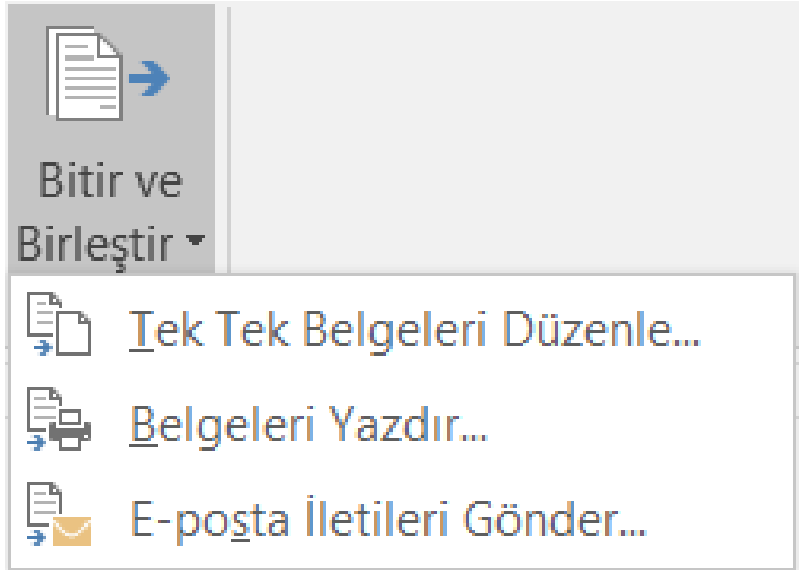 Bitir ve
Birleştir
Tek Tek Belgeleri Düzenle...
Belgeleri Yazdır...
E-posta İletileri Gönder...